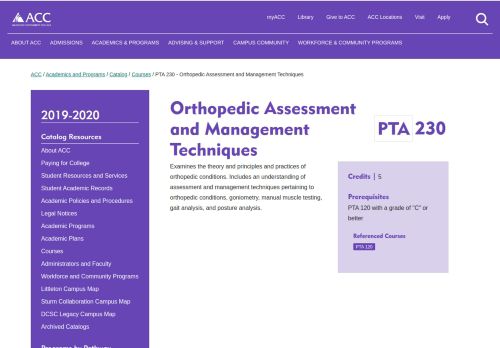 ACC
myACC Library Give to ACC ACC Locations Visit Apply
ABOUT ACC ADMISSIONS ACADEMICS & PROGRAMS ADVISING & SUPPORT CAMPUS COMMUNITY WORKFORCE & COMMUNITY PROGRAMS
ACC / Academics and Programs / Catalog / Courses / PTA 230 - Orthopedic Assessment and Management Techniques
2019-2020
Catalog Resources
About ACC
Paying for College
Student Resources and Services
Student Academic Records
Academic Policies and Procedures
Legal Notices
Academic Programs
Academic Plans
Courses
Administrators and Faculty
Workforce and Community Programs
Littleton Campus Map
Sturm Collaboration Campus Map
DCSC Legacy Campus Map
Archived Catalogs
Programs by Pathway
Orthopedic Assessment
and Management
Techniques
Examines the theory and principles and practices of
orthopedic conditions. Includes an understanding of
assessment and management techniques pertaining to
orthopedic conditions, goniometry, manual muscle testing,
gait analysis, and posture analysis.
PTA 230
Credits | 5
Prerequisites
PTA 120 with a grade of "C" or
better
Referenced Courses
PTA 120